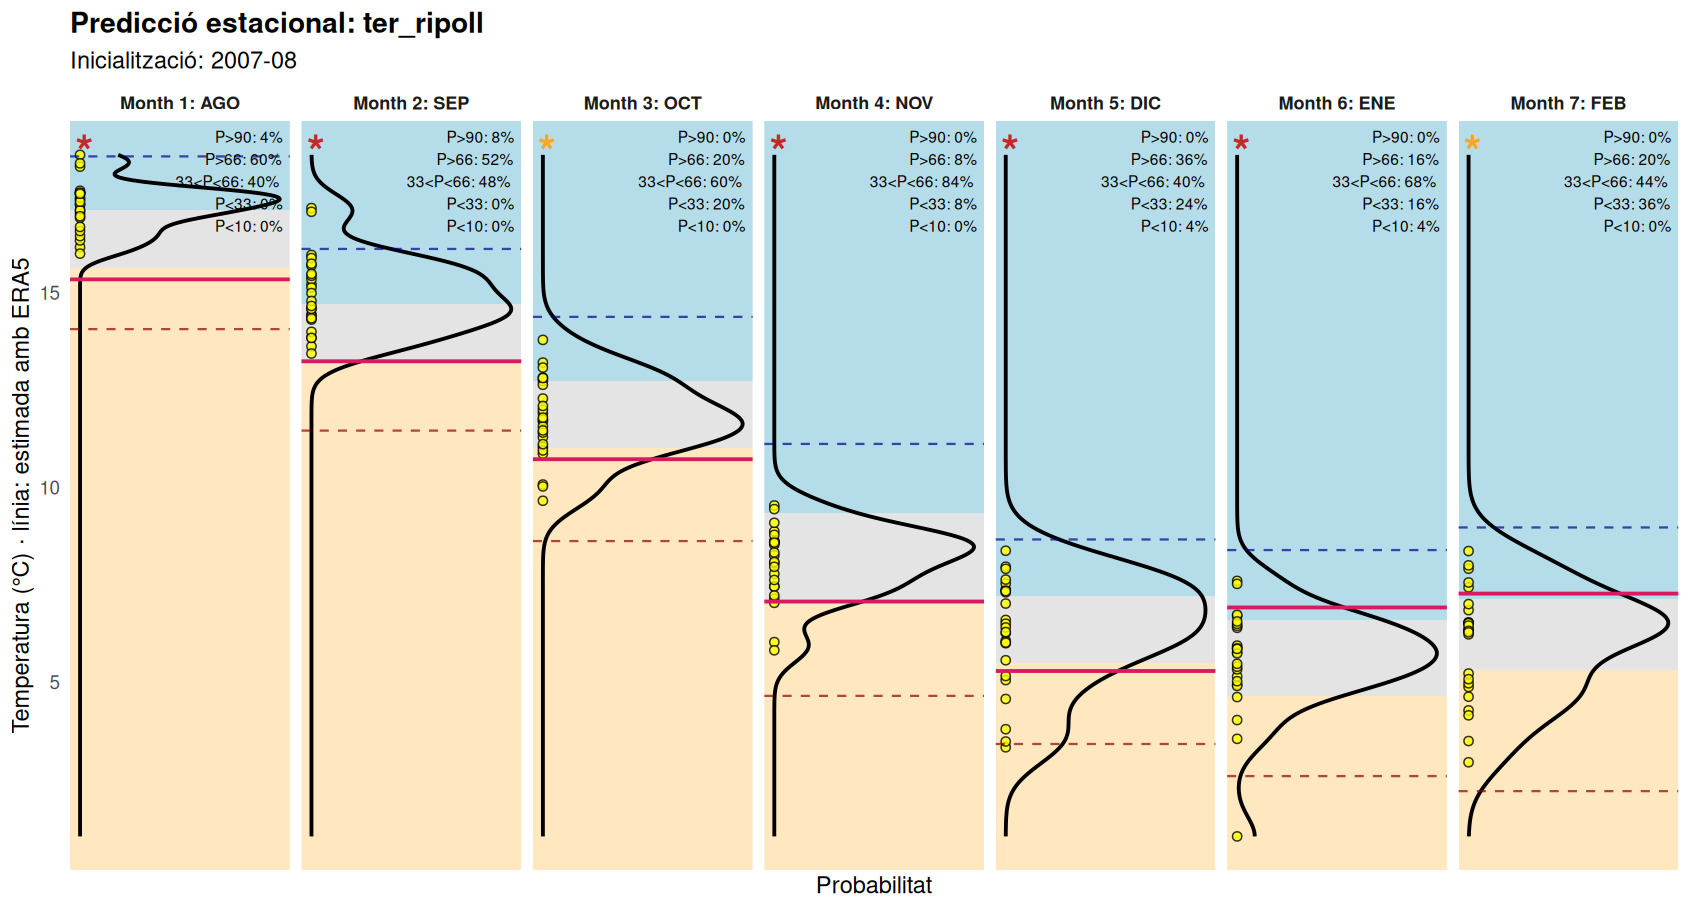 Predicció estacional: ter_ripoll
Inicialització: 2007-08
Month 1: AGO
Month 2: SEP
Month 3: OCT
Month 4: NOV
Month 5: DIC
Month 6: ENE
Month 7: FEB
*
P>90: 4%
P>66: 60%
33<P<66: 40%
P<33: 0%
P<10: 0%
*
P>90: 8%
P>66: 52%
33<P<66: 48%
P<33: 0%
P<10: 0%
*
P>90: 0%
P>66: 20%
33<P<66: 60%
P<33: 20%
P<10: 0%
*
P>90: 0%
P>66: 8%
33<P<66: 84%
P<33: 8%
P<10: 0%
*
P>90: 0%
P>66: 36%
33<P<66: 40%
P<33: 24%
P<10: 4%
*
P>90: 0%
P>66: 16%
33<P<66: 68%
P<33: 16%
P<10: 4%
*
P>90: 0%
P>66: 20%
33<P<66: 44%
P<33: 36%
P<10: 0%
15
10
5
Temperatura (°C) · línia: estimada amb ERA5
Probabilitat